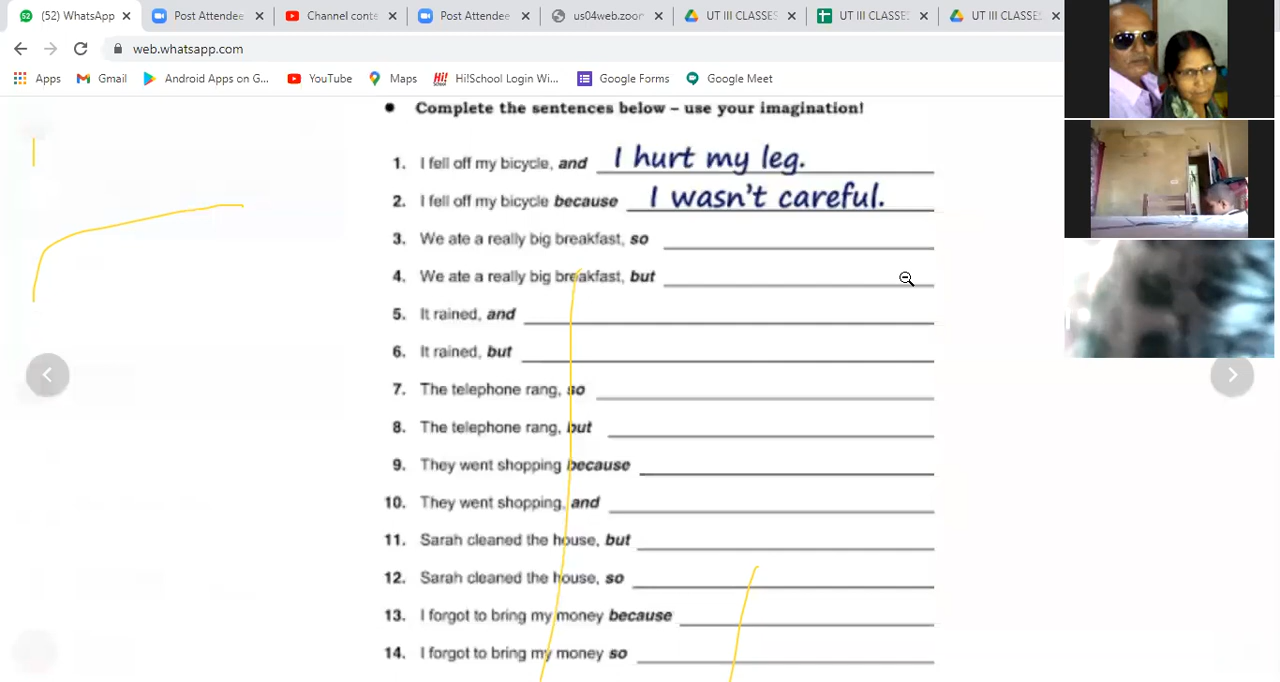 (52) WhatsApp
Post Attendee
Channel cont
Post Attendee
us04web.zoor
UT III CLASSES
UT III CLASSE
UT III CLASSES
web.whatsapp.com
Apps
Gmail
Android Apps on G...
YouTube
Maps
Hi! School
Hi!School Login Wi...
Google Forms
Google Meet
● Complete the sentences below – use your imagination!
1. I fell off my bicycle, and I hurt my leg.
2. I fell off my bicycle because I wasn't careful.
3. We ate a really big breakfast, so
4. We ate a really big breakfast, but
5. It rained, and
6. It rained, but
7. The telephone rang, so
8. The telephone rang, but
9. They went shopping because
10. They went shopping, and
11. Sarah cleaned the house, but
12. Sarah cleaned the house, so
13. I forgot to bring my money because
14. I forgot to bring my money so